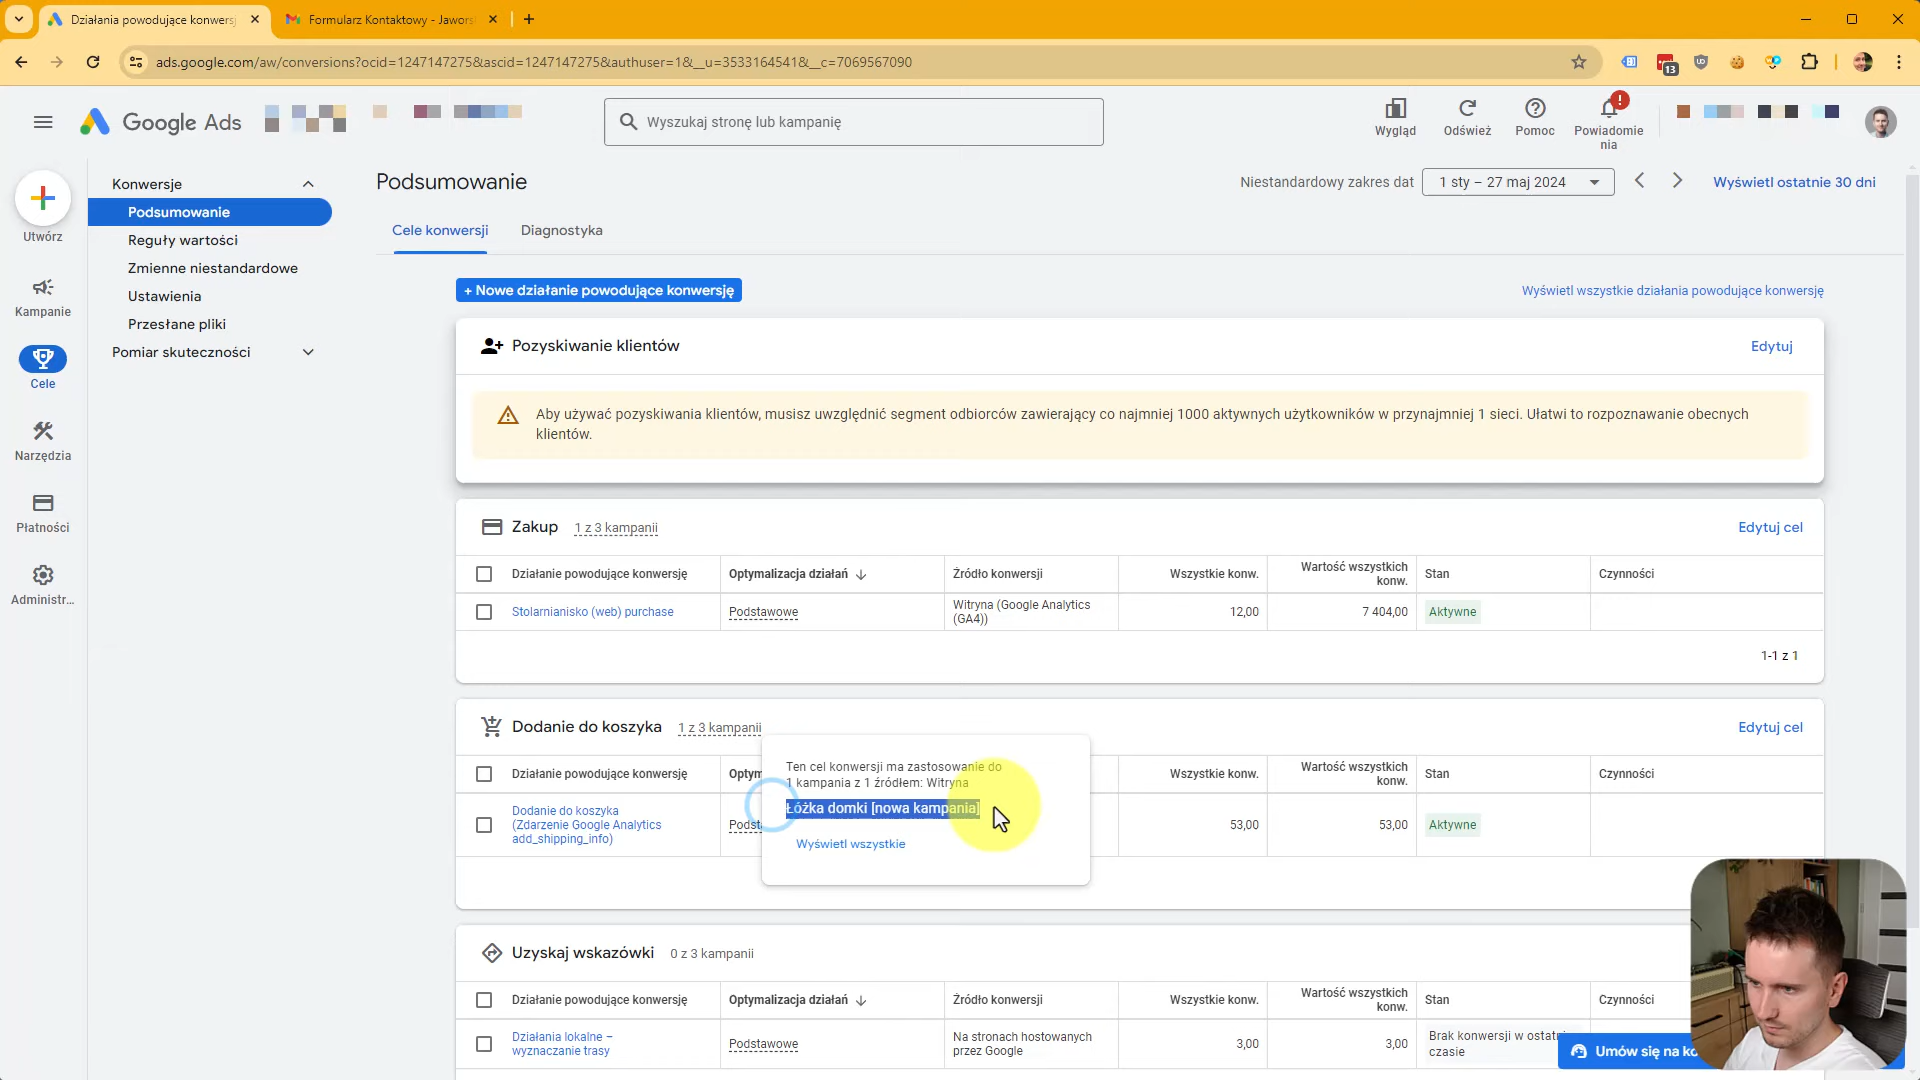 Działania powodujące konwersj
Formularz Kontaktowy - Jawors
ads.google.com/aw/conversions?ocid=1247147275&ascid=1247147275&authuser=1&__u=3533164541&__c=7069567090
13
Google Ads
Wyszukaj stronę lub kampanię
Wygląd
Odśwież
Pomoc
Powiadomie
nia
Utwórz
Kampanie
Cele
Narzędzia
Płatności
Administr...
Konwersje
Podsumowanie
Reguły wartości
Zmienne niestandardowe
Ustawienia
Przesłane pliki
Pomiar skuteczności
Podsumowanie
Niestandardowy zakres dat
1 sty – 27 maj 2024
Wyświetl ostatnie 30 dni
Cele konwersji
Diagnostyka
+ Nowe działanie powodujące konwersję
Wyświetl wszystkie działania powodujące konwersję
Pozyskiwanie klientów
Edytuj
Aby używać pozyskiwania klientów, musisz uwzględnić segment odbiorców zawierający co najmniej 1000 aktywnych użytkowników w przynajmniej 1 sieci. Ułatwi to rozpoznawanie obecnych
klientów.
Zakup 1 z 3 kampanii
Edytuj cel
Działanie powodujące konwersję
Optymalizacja działań
Źródło konwersji
Wszystkie konw.
Wartość wszystkich
konw.
Stan
Czynności
Stolarnianisko (web) purchase
Podstawowe
Witryna (Google Analytics
(GA4))
12,00
7 404,00
Aktywne
1-1 z 1
Dodanie do koszyka 1 z 3 kampanii
Edytuj cel
Działanie powodujące konwersję
Optym
Wszystkie konw.
Wartość wszystkich
konw.
Stan
Czynności
Dodanie do koszyka
(Zdarzenie Google Analytics
add_shipping_info)
Podsta
53,00
53,00
Aktywne
Ten cel konwersji ma zastosowanie do
1 kampania z 1 źródłem: Witryna
Łóżka domki [nowa kampania]
Wyświetl wszystkie
Uzyskaj wskazówki 0 z 3 kampanii
Działanie powodujące konwersję
Optymalizacja działań
Źródło konwersji
Wszystkie konw.
Wartość wszystkich
konw.
Stan
Czynności
Działania lokalne –
wyznaczanie trasy
Podstawowe
Na stronach hostowanych
przez Google
3,00
3,00
Brak konwersji w ostatni
czasie
Umów się na ko